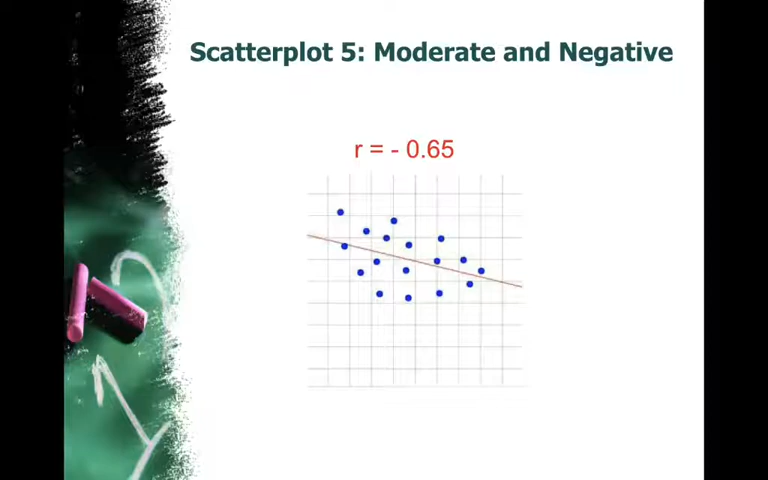 Scatterplot 5: Moderate and Negative
r = - 0.65